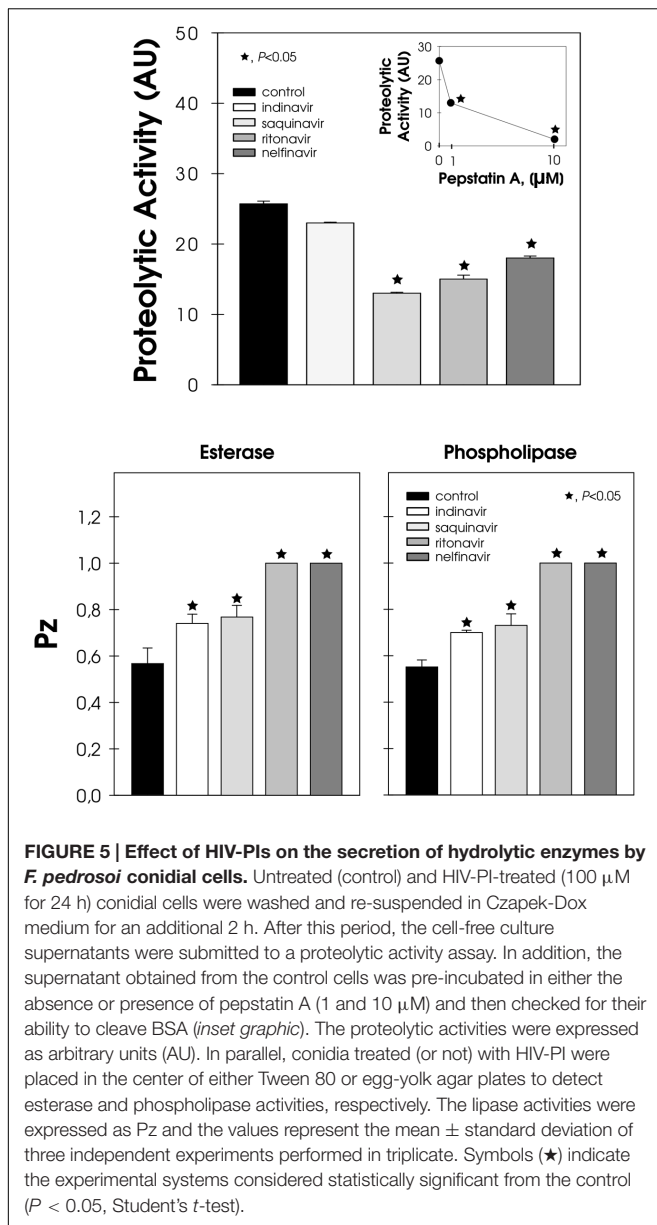 50
40
30
20
10
0
Proteolytic Activity (AU)
★, P<0.05
control
indinavir
saquinavir
ritonavir
nelfinavir
★
★
★
30
20
10
0
Proteolytic
Activity (AU)
★
★
0 1 10
Pepstatin A, (μM)
Esterase
Phospholipase
Pz
1,2
1,0
0,8
0,6
0,4
0,2
0,0
★
★
★
★
control
indinavir
saquinavir
ritonavir
nelfinavir
★, P<0.05
★
★
★
★
FIGURE 5 | Effect of HIV-PIs on the secretion of hydrolytic enzymes by
F. pedrosoi conidial cells. Untreated (control) and HIV-PI-treated (100 μM
for 24 h) conidial cells were washed and re-suspended in Czapek-Dox
medium for an additional 2 h. After this period, the cell-free culture
supernatants were submitted to a proteolytic activity assay. In addition, the
supernatant obtained from the control cells was pre-incubated in either the
absence or presence of pepstatin A (1 and 10 μM) and then checked for their
ability to cleave BSA (inset graphic). The proteolytic activities were expressed
as arbitrary units (AU). In parallel, conidia treated (or not) with HIV-PI were
placed in the center of either Tween 80 or egg-yolk agar plates to detect
esterase and phospholipase activities, respectively. The lipase activities were
expressed as Pz and the values represent the mean ± standard deviation of
three independent experiments performed in triplicate. Symbols (★) indicate
the experimental systems considered statistically significant from the control
(P < 0.05, Student's t-test).